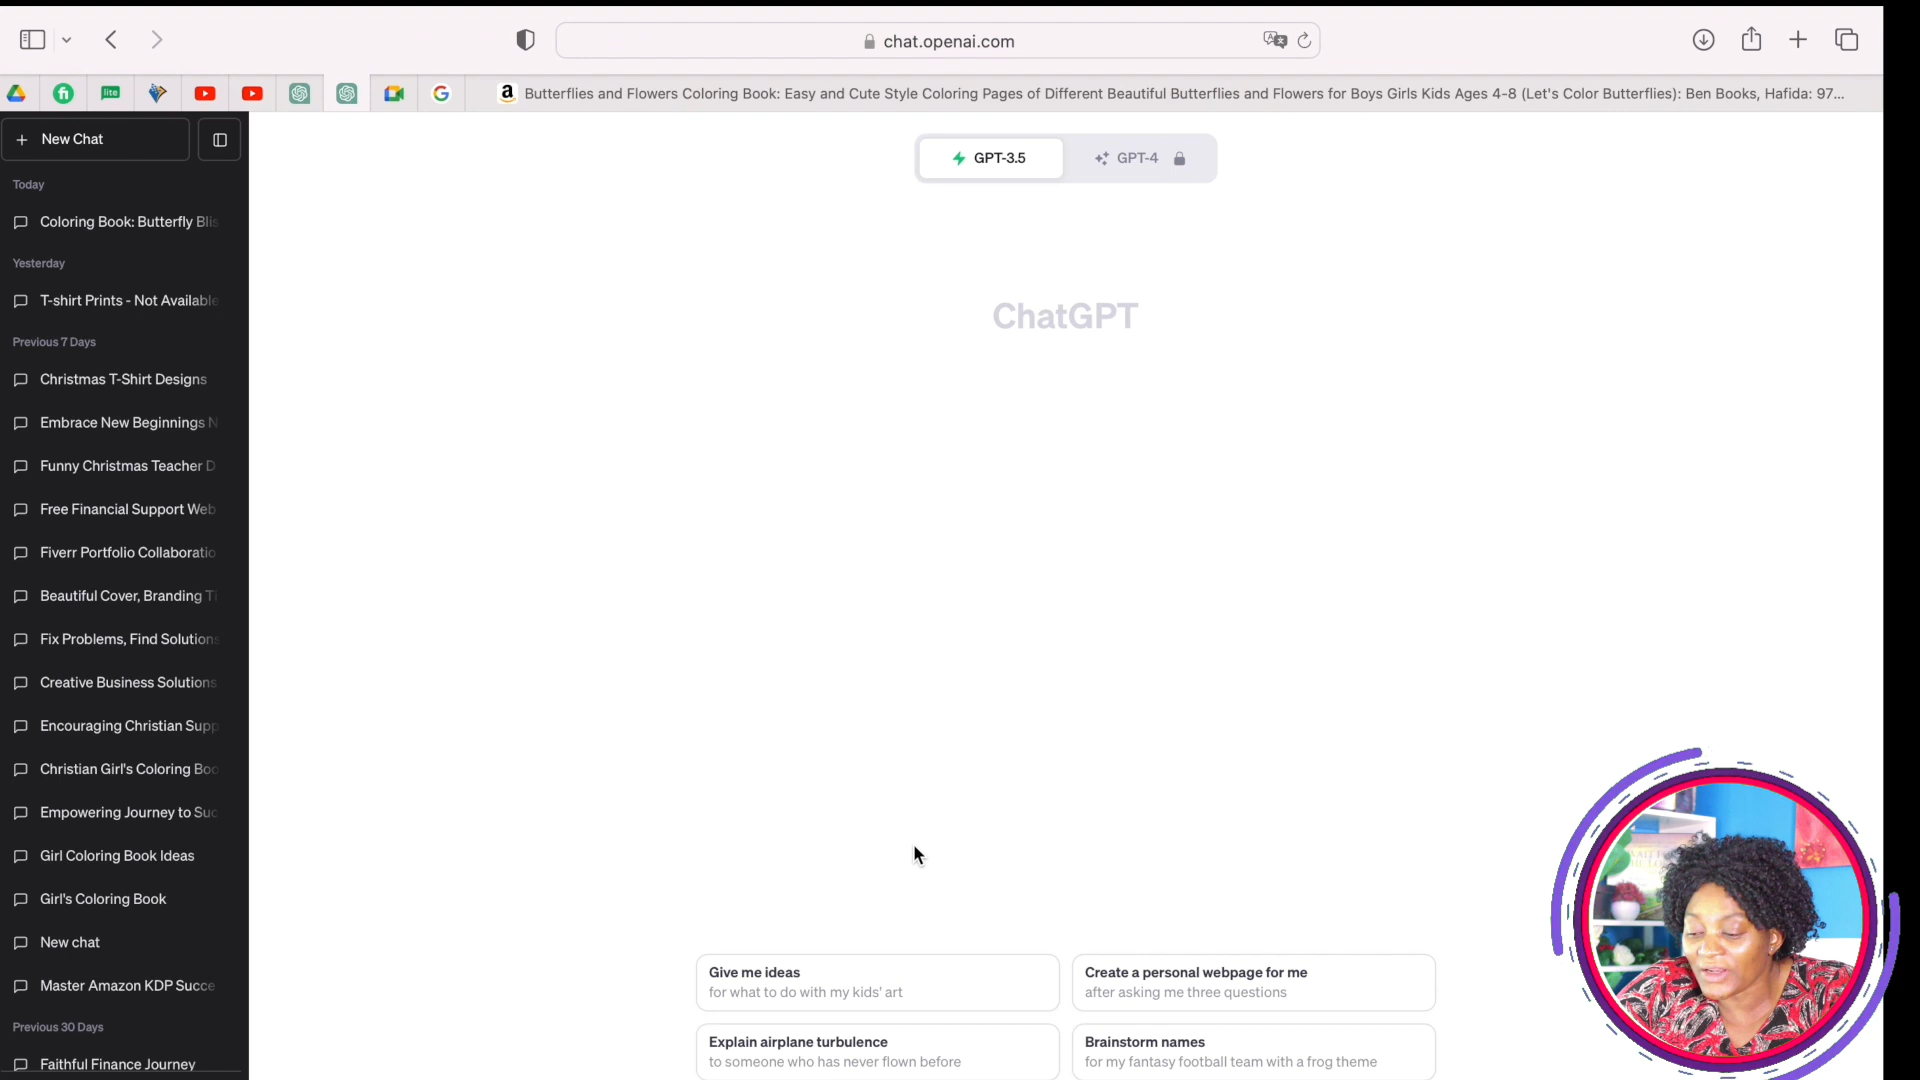 chat.openai.com
lite
Butterflies and Flowers Coloring Book: Easy and Cute Style Coloring Pages of Different Beautiful Butterflies and Flowers for Boys Girls Kids Ages 4-8 (Let's Color Butterflies): Ben Books, Hafida: 97...
New Chat
GPT-3.5
GPT-4
Today
Coloring Book: Butterfly Blis
Yesterday
T-shirt Prints - Not Available
Previous 7 Days
Christmas T-Shirt Designs
Embrace New Beginnings N
Funny Christmas Teacher D
Free Financial Support Web
Fiverr Portfolio Collaboratio
Beautiful Cover, Branding Ti
Fix Problems, Find Solutions
Creative Business Solutions
Encouraging Christian Supp
Christian Girl's Coloring Boo
Empowering Journey to Suc
Girl Coloring Book Ideas
Girl's Coloring Book
New chat
Master Amazon KDP Succe
Previous 30 Days
Faithful Finance Journey
ChatGPT
Give me ideas
for what to do with my kids' art
Create a personal webpage for me
after asking me three questions
Explain airplane turbulence
to someone who has never flown before
Brainstorm names
for my fantasy football team with a frog theme